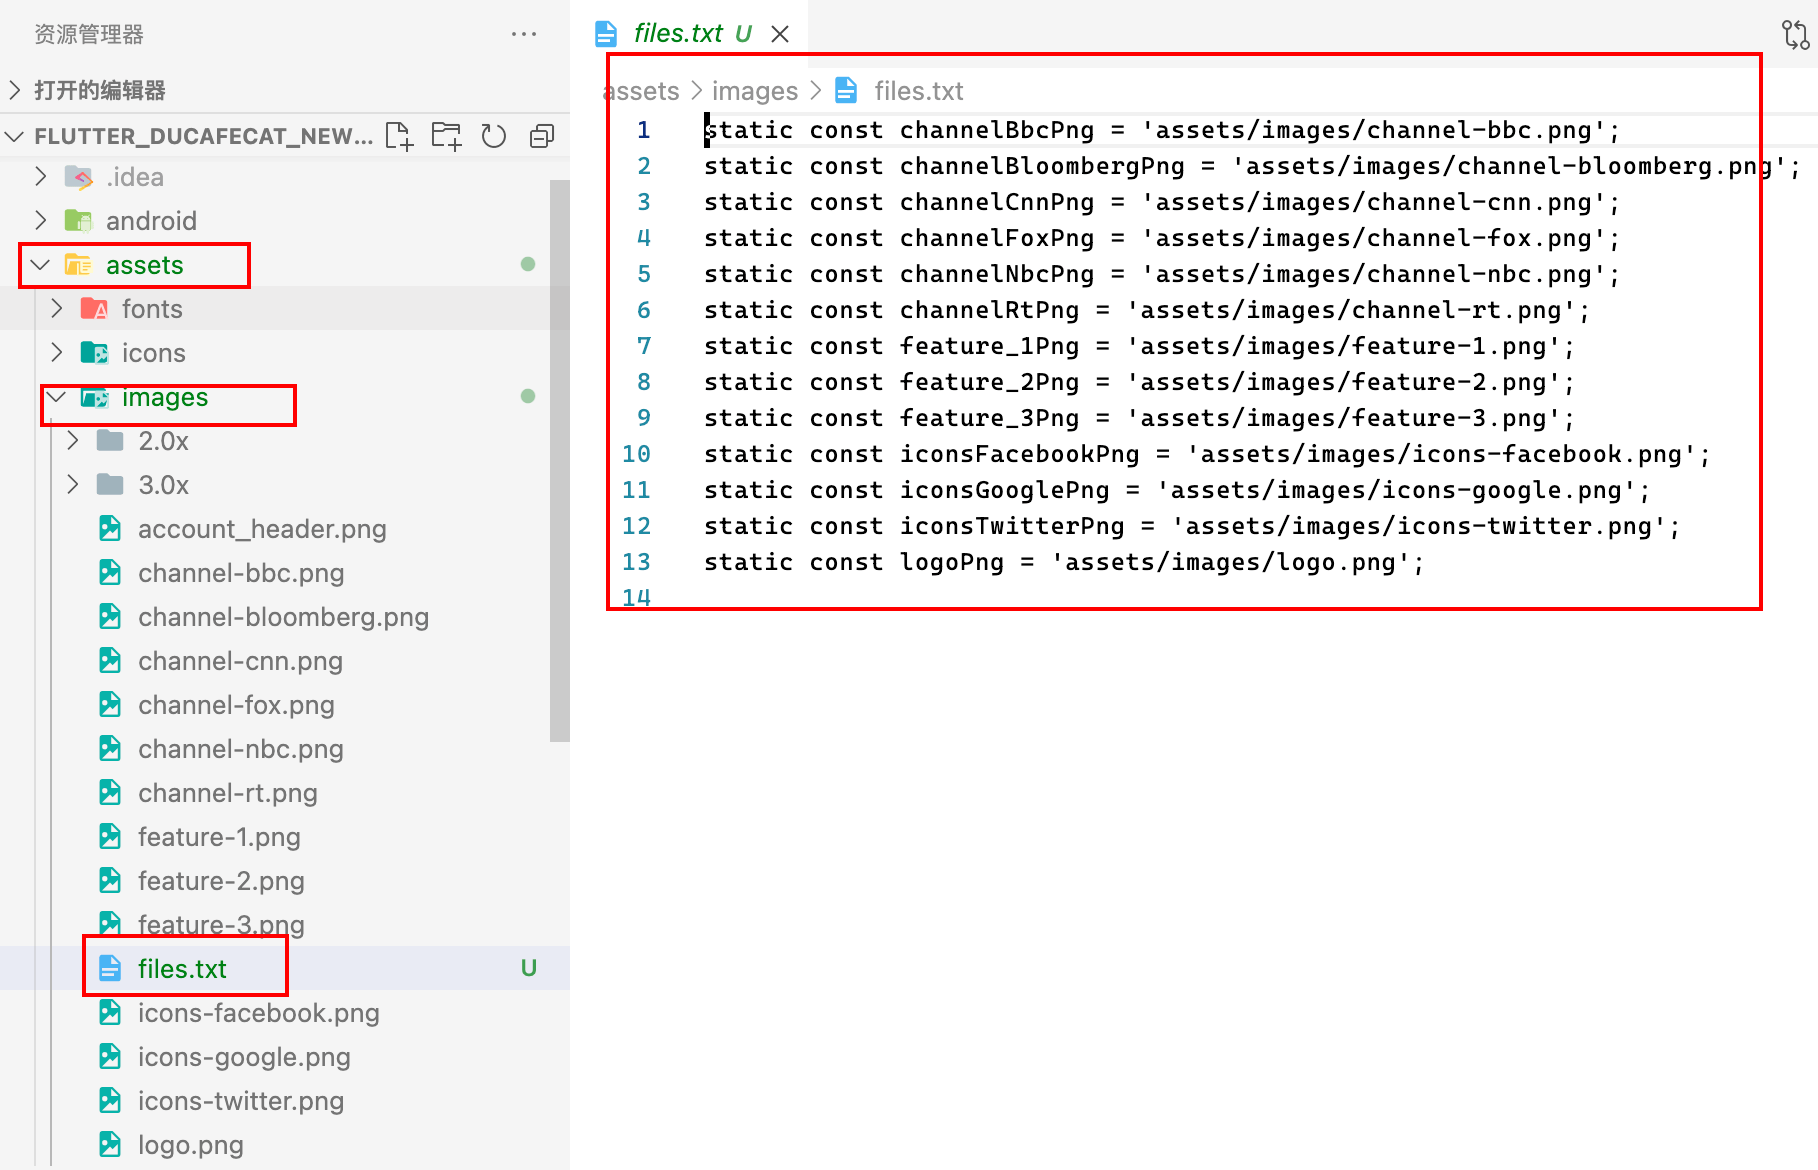 资源管理器
打开的编辑器
FLUTTER_DUCAFECAT_NEW...
.idea
android
assets
fonts
icons
images
2.0x
3.0x
account_header.png
channel-bbc.png
channel-bloomberg.png
channel-cnn.png
channel-fox.png
channel-nbc.png
channel-rt.png
feature-1.png
feature-2.png
feature-3.png
files.txt U
icons-facebook.png
icons-google.png
icons-twitter.png
logo.png
files.txt U
assets > images > files.txt
1 static const channelBbcPng = 'assets/images/channel-bbc.png';
2 static const channelBloombergPng = 'assets/images/channel-bloomberg.png';
3 static const channelCnnPng = 'assets/images/channel-cnn.png';
4 static const channelFoxPng = 'assets/images/channel-fox.png';
5 static const channelNbcPng = 'assets/images/channel-nbc.png';
6 static const channelRtPng = 'assets/images/channel-rt.png';
7 static const feature_1Png = 'assets/images/feature-1.png';
8 static const feature_2Png = 'assets/images/feature-2.png';
9 static const feature_3Png = 'assets/images/feature-3.png';
10 static const iconsFacebookPng = 'assets/images/icons-facebook.png';
11 static const iconsGooglePng = 'assets/images/icons-google.png';
12 static const iconsTwitterPng = 'assets/images/icons-twitter.png';
13 static const logoPng = 'assets/images/logo.png';
14